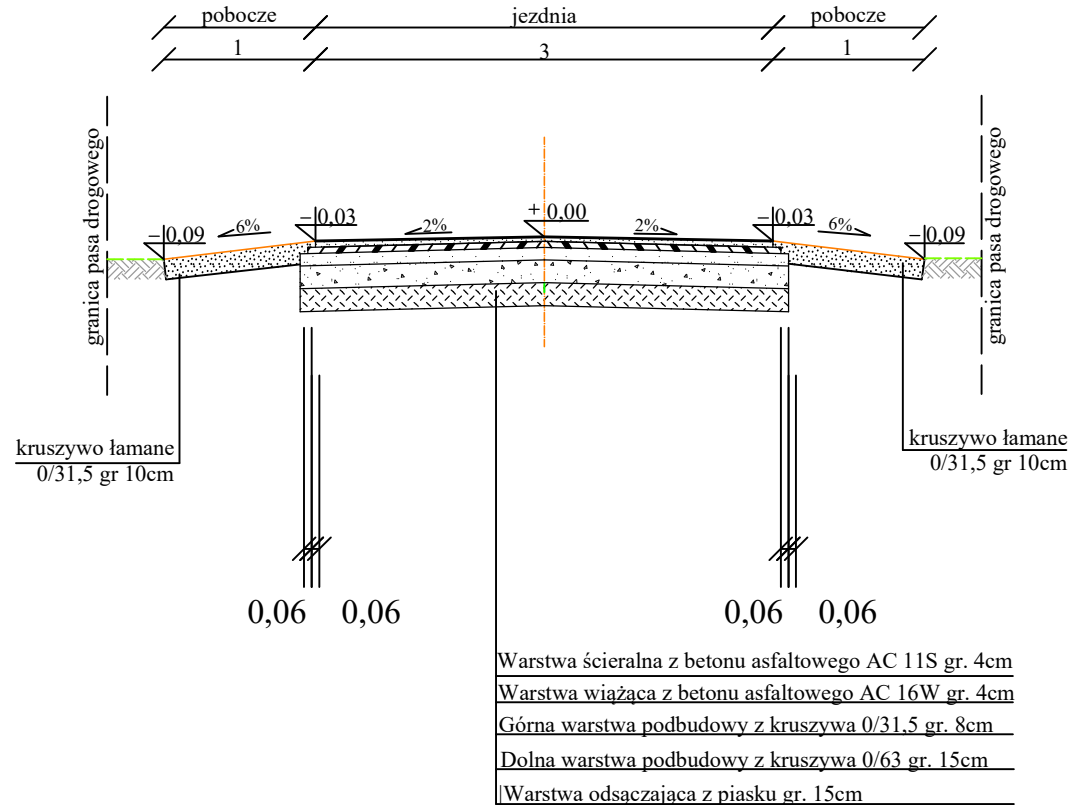 pobocze jezdnia pobocze
1 3 1
granica pasa drogowego
granica pasa drogowego
−0,09 6% −0,03 2% + 0,00 2% −0,03 6% −0,09
kruszywo łamane
0/31,5 gr 10cm
kruszywo łamane
0/31,5 gr 10cm
0,06 0,06 0,06 0,06
Warstwa ścieralna z betonu asfaltowego AC 11S gr. 4cm
Warstwa wiążąca z betonu asfaltowego AC 16W gr. 4cm
Górna warstwa podbudowy z kruszywa 0/31,5 gr. 8cm
Dolna warstwa podbudowy z kruszywa 0/63 gr. 15cm
|Warstwa odsączająca z piasku gr. 15cm